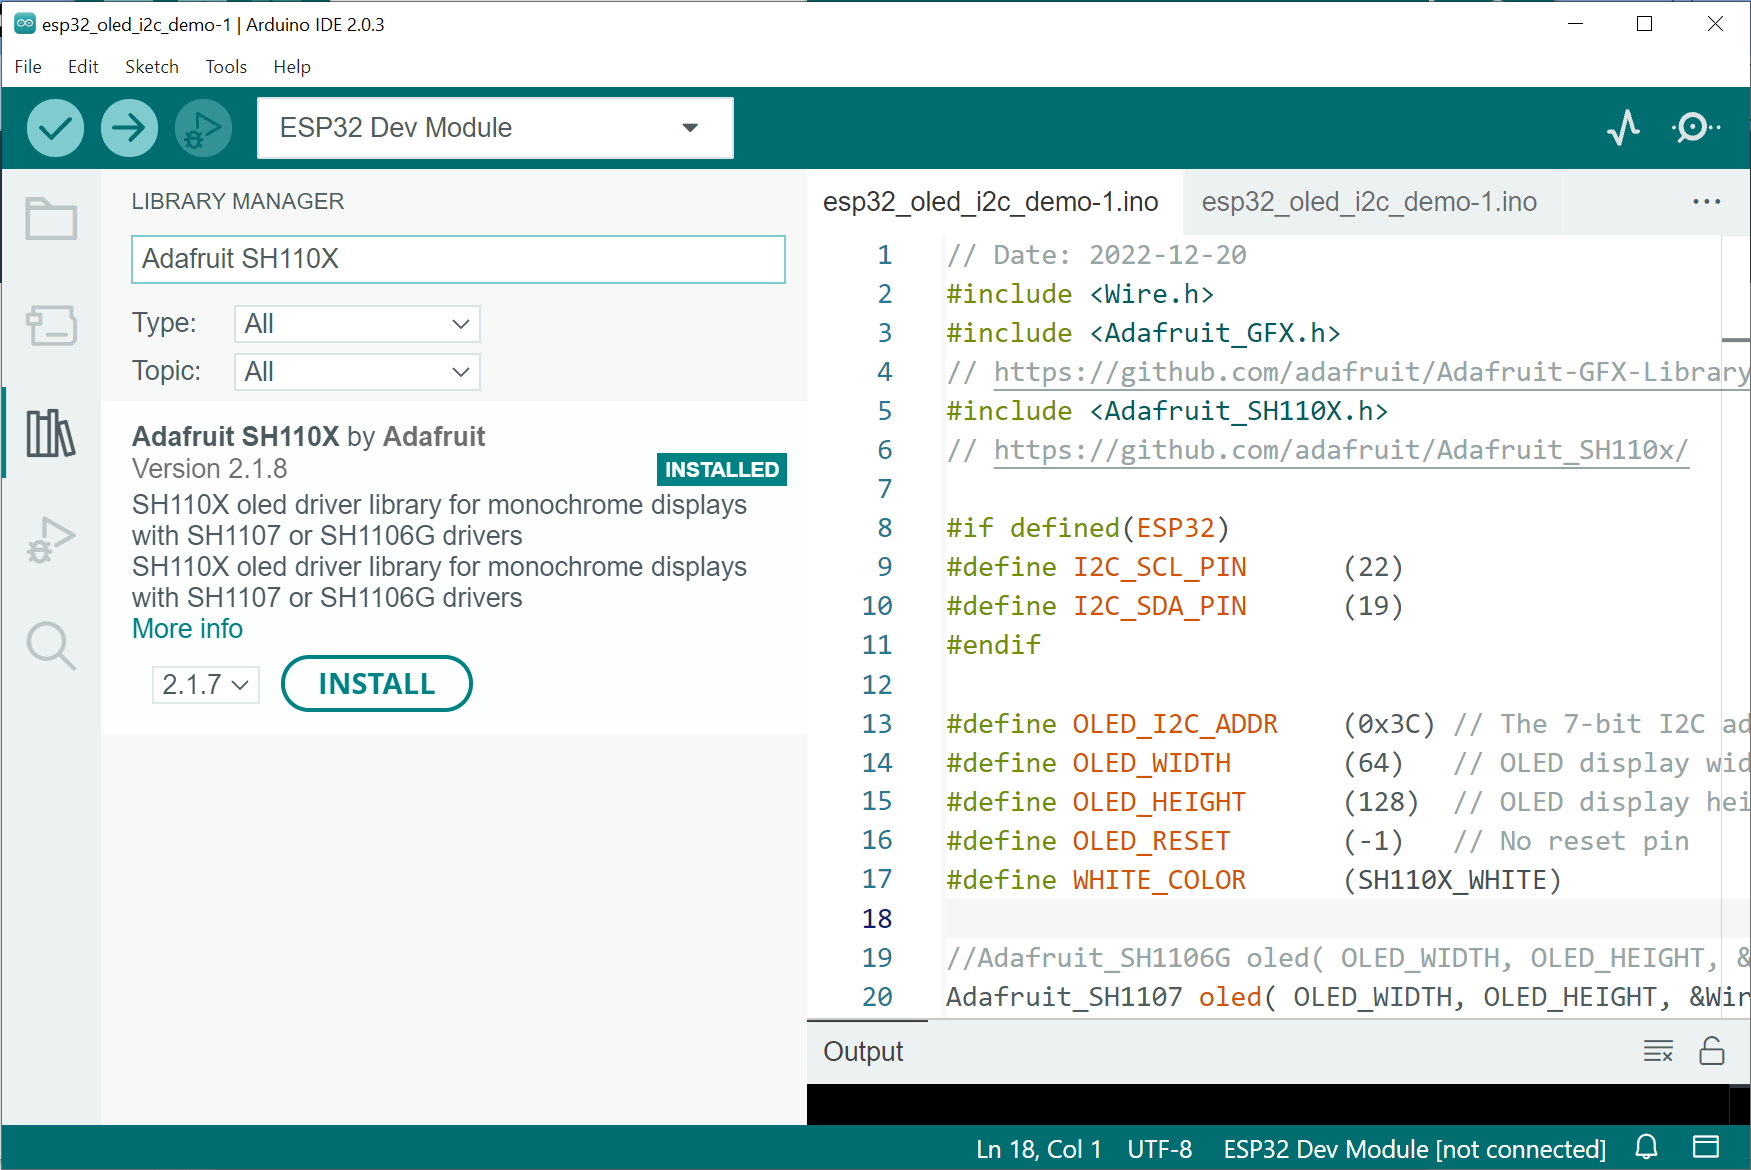 esp32_oled_i2c_demo-1 | Arduino IDE 2.0.3
File Edit Sketch Tools Help
ESP32 Dev Module
LIBRARY MANAGER
Adafruit SH110X
Type: All
Topic: All
Adafruit SH110X by Adafruit
Version 2.1.8
INSTALLED
SH110X oled driver library for monochrome displays
with SH1107 or SH1106G drivers
SH110X oled driver library for monochrome displays
with SH1107 or SH1106G drivers
More info
2.1.7 INSTALL
esp32_oled_i2c_demo-1.ino esp32_oled_i2c_demo-1.ino
1 // Date: 2022-12-20
2 #include <Wire.h>
3 #include <Adafruit_GFX.h>
4 // https://github.com/adafruit/Adafruit-GFX-Library
5 #include <Adafruit_SH110X.h>
6 // https://github.com/adafruit/Adafruit_SH110x/
7
8 #if defined(ESP32)
9 #define I2C_SCL_PIN (22)
10 #define I2C_SDA_PIN (19)
11 #endif
12
13 #define OLED_I2C_ADDR (0x3C) // The 7-bit I2C ad
14 #define OLED_WIDTH (64) // OLED display wid
15 #define OLED_HEIGHT (128) // OLED display hei
16 #define OLED_RESET (-1) // No reset pin
17 #define WHITE_COLOR (SH110X_WHITE)
18
19 //Adafruit_SH1106G oled( OLED_WIDTH, OLED_HEIGHT, &
20 Adafruit_SH1107 oled( OLED_WIDTH, OLED_HEIGHT, &Wir
Output
Ln 18, Col 1 UTF-8 ESP32 Dev Module [not connected]